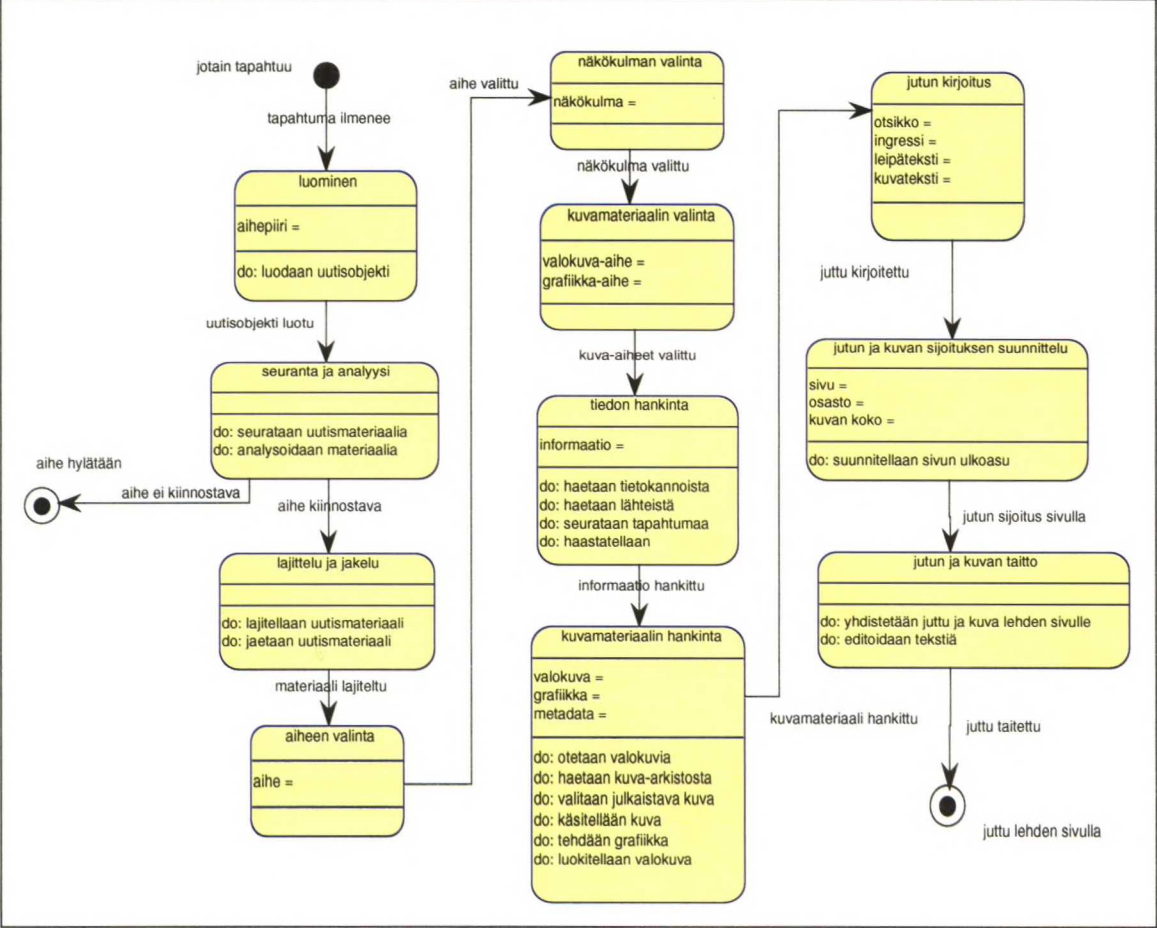 jotain tapahtuu
tapahtuma ilmenee
luominen
aihepiiri =
do: luodaan uutisobjekti
uutisobjekti luotu
seuranta ja analyysi
do: seurataan uutismateriaalia
do: analysoidaan materiaalia
aihe hylätään
aihe ei kiinnostava
aihe kiinnostava
lajittelu ja jakelu
do: lajitellaan uutismateriaali
do: jaetaan uutismateriaali
materiaali lajiteltu
aiheen valinta
aihe =
aihe valittu
näkökulman valinta
näkökulma =
näkökulma valittu
kuvamateriaalin valinta
valokuva-aihe =
grafiikka-aihe =
kuva-aiheet valittu
tiedon hankinta
informaatio =
do: haetaan tietokannoista
do: haetaan lähteistä
do: seurataan tapahtumaa
do: haastatellaan
informaatio hankittu
kuvamateriaalin hankinta
valokuva =
grafiikka =
metadata =
do: otetaan valokuvia
do: haetaan kuva-arkistosta
do: valitaan julkaistava kuva
do: käsitellään kuva
do: tehdään grafiikka
do: luokitellaan valokuva
kuvamateriaali hankittu
jutun kirjoitus
otsikko =
ingressi =
leipäteksti =
kuvateksti =
juttu kirjoitettu
jutun ja kuvan sijoituksen suunnittelu
sivu =
osasto =
kuvan koko =
do: suunnitellaan sivun ulkoasu
jutun sijoitus sivulla
jutun ja kuvan taitto
do: yhdistetään juttu ja kuva lehden sivulle
do: editoidaan tekstiä
juttu taitettu
juttu lehden sivulla